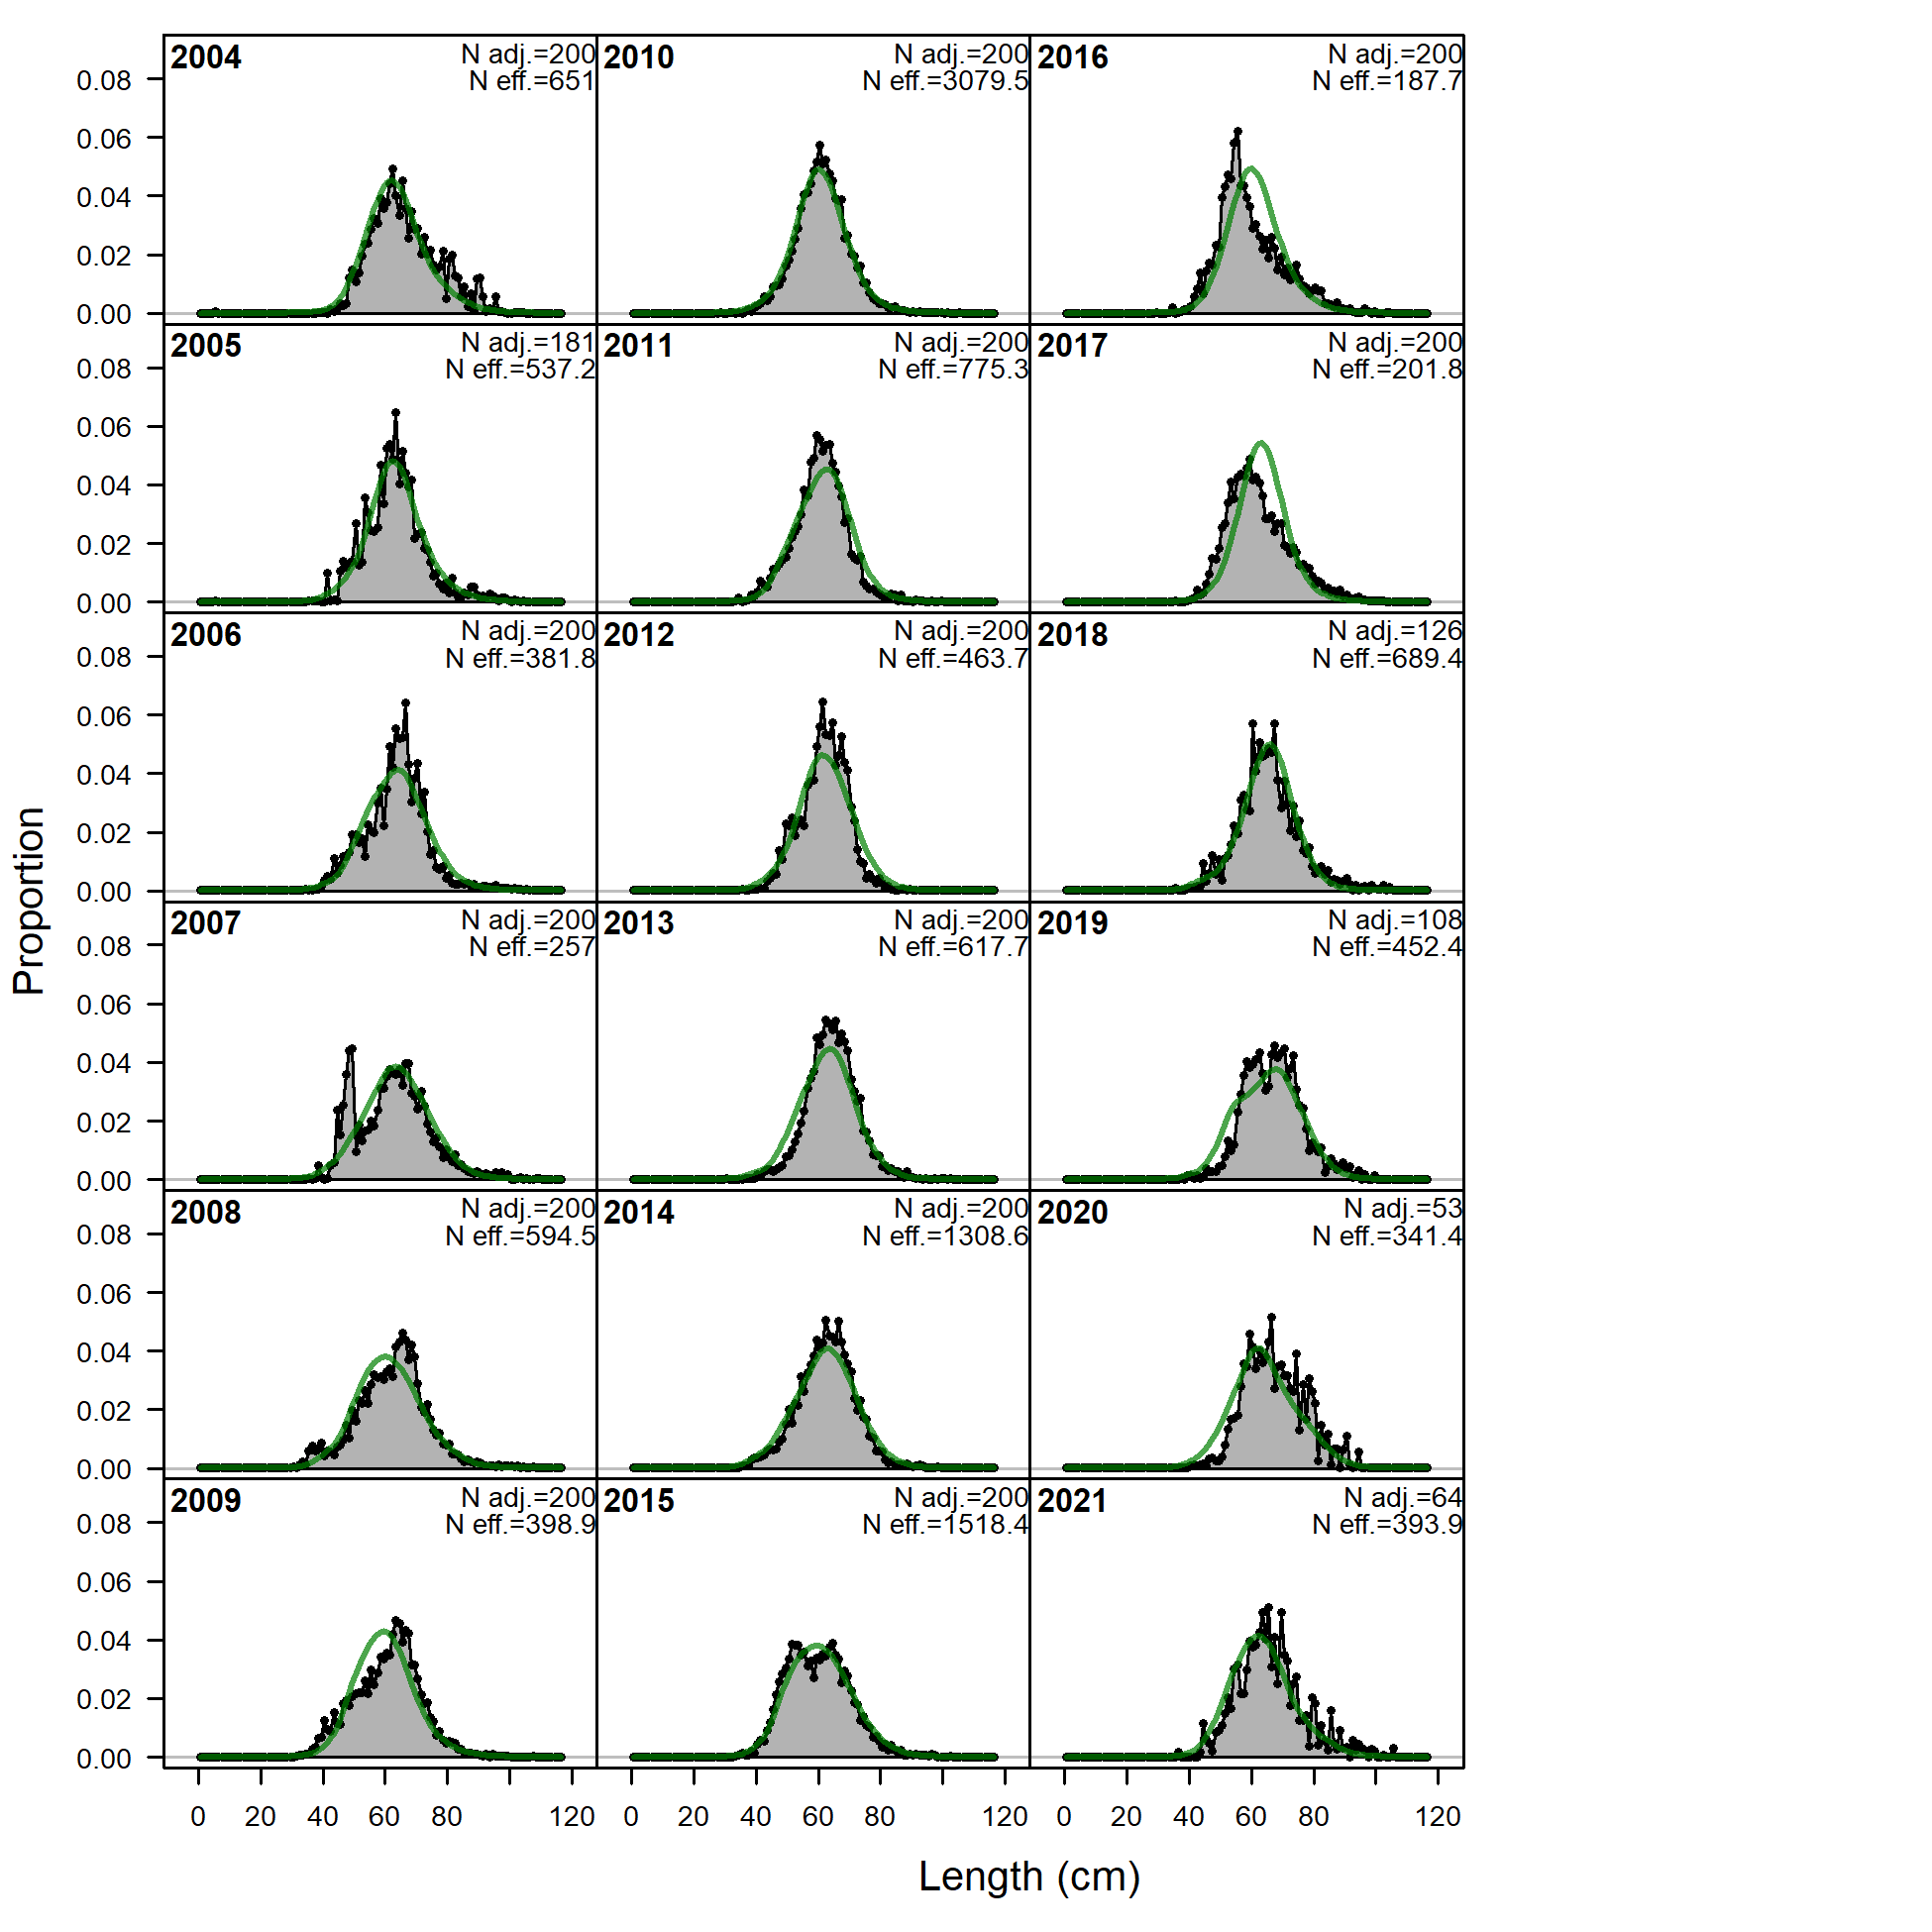 2004
N adj.=200
N eff.=651
2010
N adj.=200
N eff.=3079.5
2016
N adj.=200
N eff.=187.7
0.08
0.06
0.04
0.02
0.00
2005
N adj.=181
N eff.=537.2
2011
N adj.=200
N eff.=775.3
2017
N adj.=200
N eff.=201.8
0.08
0.06
0.04
0.02
0.00
2006
N adj.=200
N eff.=381.8
2012
N adj.=200
N eff.=463.7
2018
N adj.=126
N eff.=689.4
0.08
0.06
0.04
0.02
0.00
2007
N adj.=200
N eff.=257
2013
N adj.=200
N eff.=617.7
2019
N adj.=108
N eff.=452.4
0.08
0.06
0.04
0.02
0.00
2008
N adj.=200
N eff.=594.5
2014
N adj.=200
N eff.=1308.6
2020
N adj.=53
N eff.=341.4
0.08
0.06
0.04
0.02
0.00
2009
N adj.=200
N eff.=398.9
2015
N adj.=200
N eff.=1518.4
2021
N adj.=64
N eff.=393.9
0.08
0.06
0.04
0.02
0.00
0 20 40 60 80 120
0 20 40 60 80 120
0 20 40 60 80 120
Length (cm)
Proportion